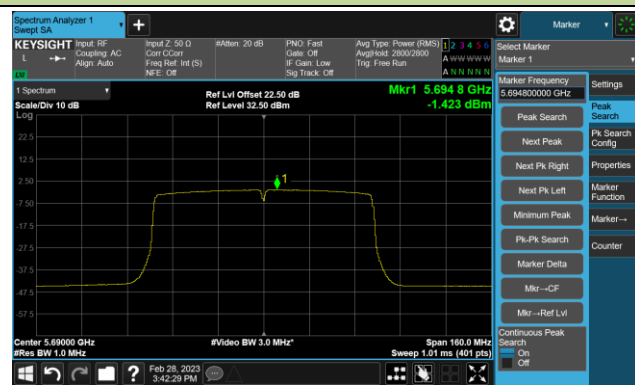 Spectrum Analyzer 1
Swept SA
Marker
KEYSIGHT
L
LW
Input: RF
Coupling: AC
Align: Auto
Input Z: 50 Ω
Corr CCorr
Freq Ref: Int (S)
NFE: Off
#Atten: 20 dB
PNO: Fast
Gate: Off
IF Gain: Low
Sig Track: Off
Avg Type: Power (RMS)
Avg|Hold: 2800/2800
Trig: Free Run
1 2 3 4 5 6
A W W W W W
A N N N N N
Select Marker
Marker 1
1 Spectrum
Scale/Div 10 dB
Log
Ref Lvl Offset 22.50 dB
Ref Level 32.50 dBm
Mkr1 5.694 8 GHz
-1.423 dBm
22.5
12.5
2.50
-7.50
-17.5
-27.5
-37.5
-47.5
-57.5
1
Center 5.69000 GHz
#Res BW 1.0 MHz
#Video BW 3.0 MHz*
Span 160.0 MHz
Sweep 1.01 ms (401 pts)
Marker Frequency
5.694800000 GHz
Peak Search
Next Peak
Next Pk Right
Next Pk Left
Minimum Peak
Pk-Pk Search
Marker Delta
Mkr→CF
Mkr→Ref Lvl
Continuous Peak
Search
On
Off
Settings
Peak
Search
Pk Search
Config
Properties
Marker
Function
Marker→
Counter
?
Feb 28, 2023
3:42:29 PM